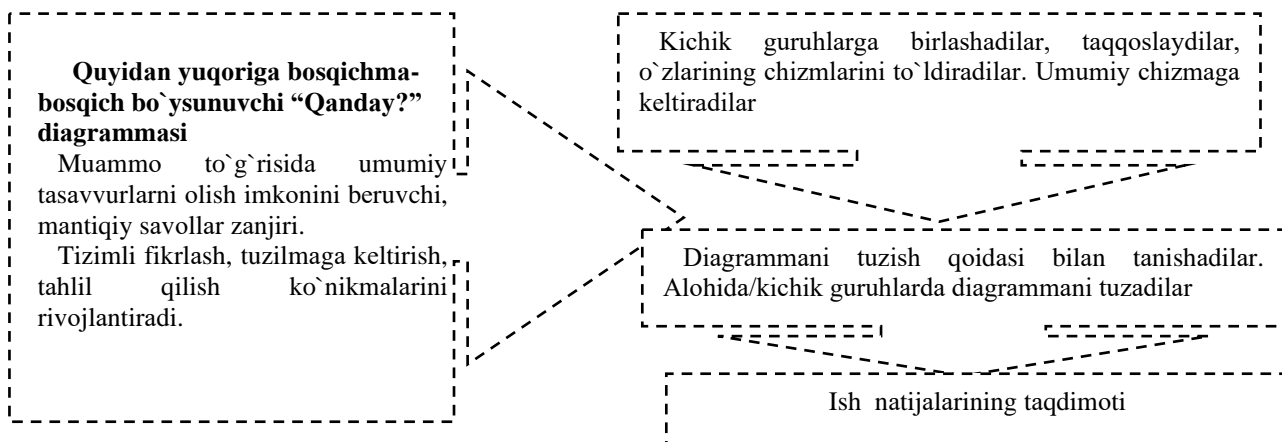 Quyidan yuqoriga bosqichma-
bosqich bo`ysunuvchi “Qanday?”
diagrammasi
Muammo to`g`risida umumiy
tasavvurlarni olish imkonini beruvchi,
mantiqiy savollar zanjiri.
Tizimli fikrlash, tuzilmaga keltirish,
tahlil qilish ko`nikmalarini
rivojlantiradi.
Kichik guruhlarga birlashadilar, taqqoslaydilar,
o`zlarining chizmlarini to`ldiradilar. Umumiy chizmaga
keltiradilar
Diagrammani tuzish qoidasi bilan tanishadilar.
Alohida/kichik guruhlarda diagrammani tuzadilar
Ish natijalarining taqdimoti